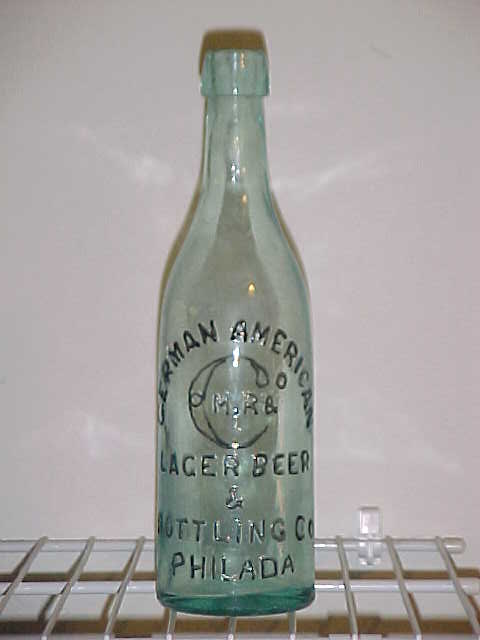 GERMAN AMERICAN
M. R. &
LAGER BEER
&
BOTTLING CO
PHILADA